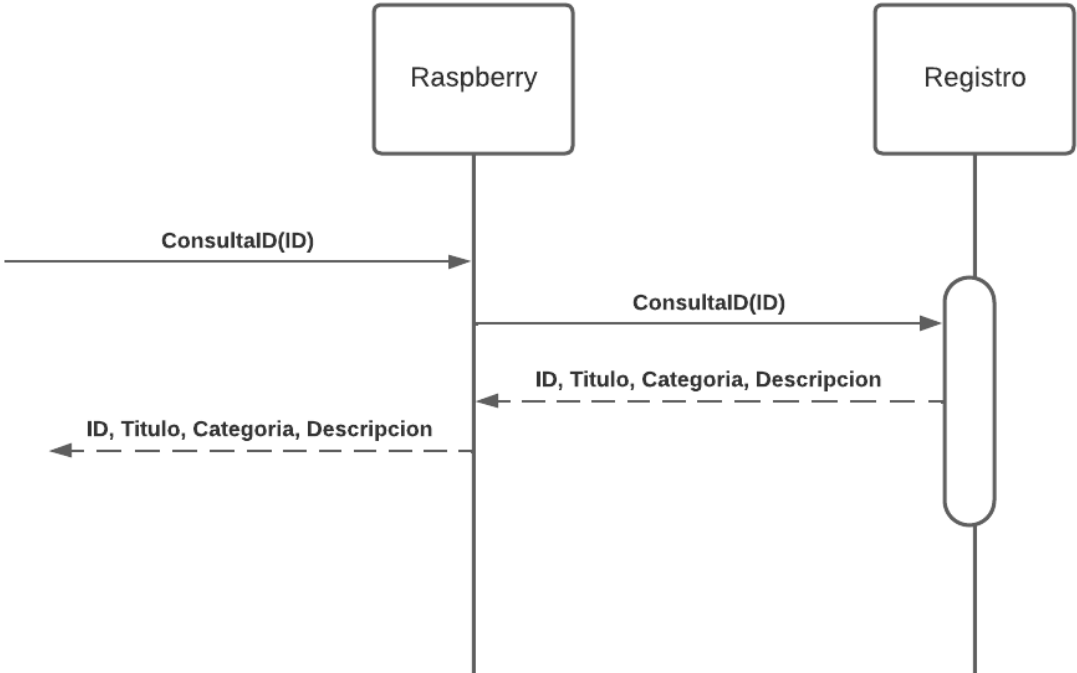 Raspberry
Registro
ConsultaID(ID)
ConsultaID(ID)
ID, Titulo, Categoria, Descripcion
ID, Titulo, Categoria, Descripcion